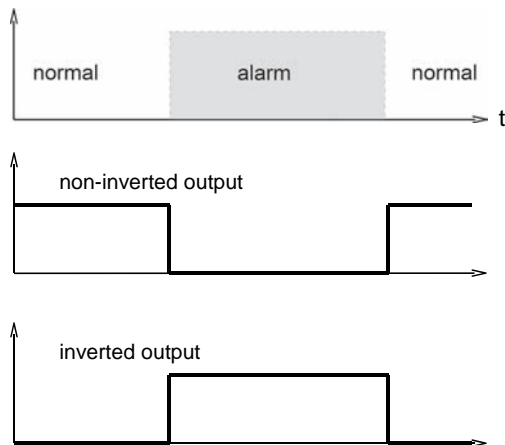 normal alarm normal
t
non-inverted output
inverted output